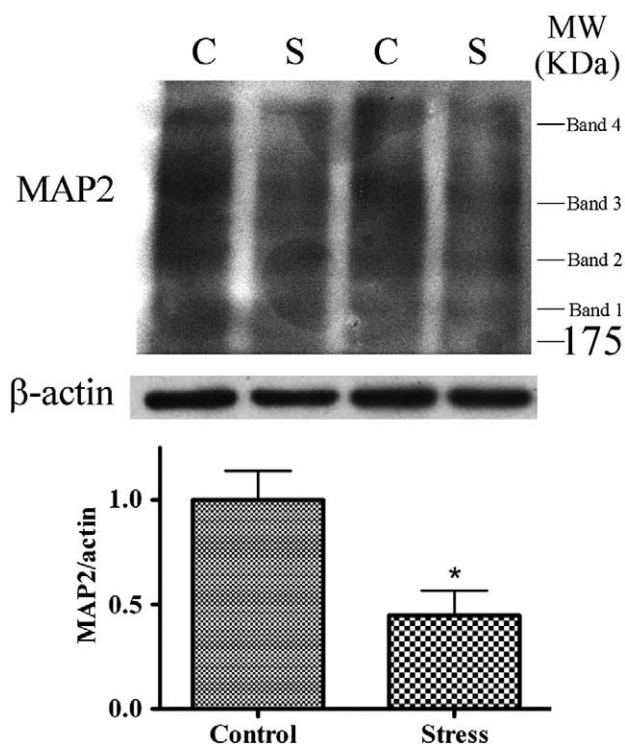 C S C S
MW
(KDa)
MAP2
Band 4
Band 3
Band 2
Band 1
175
β-actin
MAP2/actin
1.0
0.5
0.0
*
Control Stress